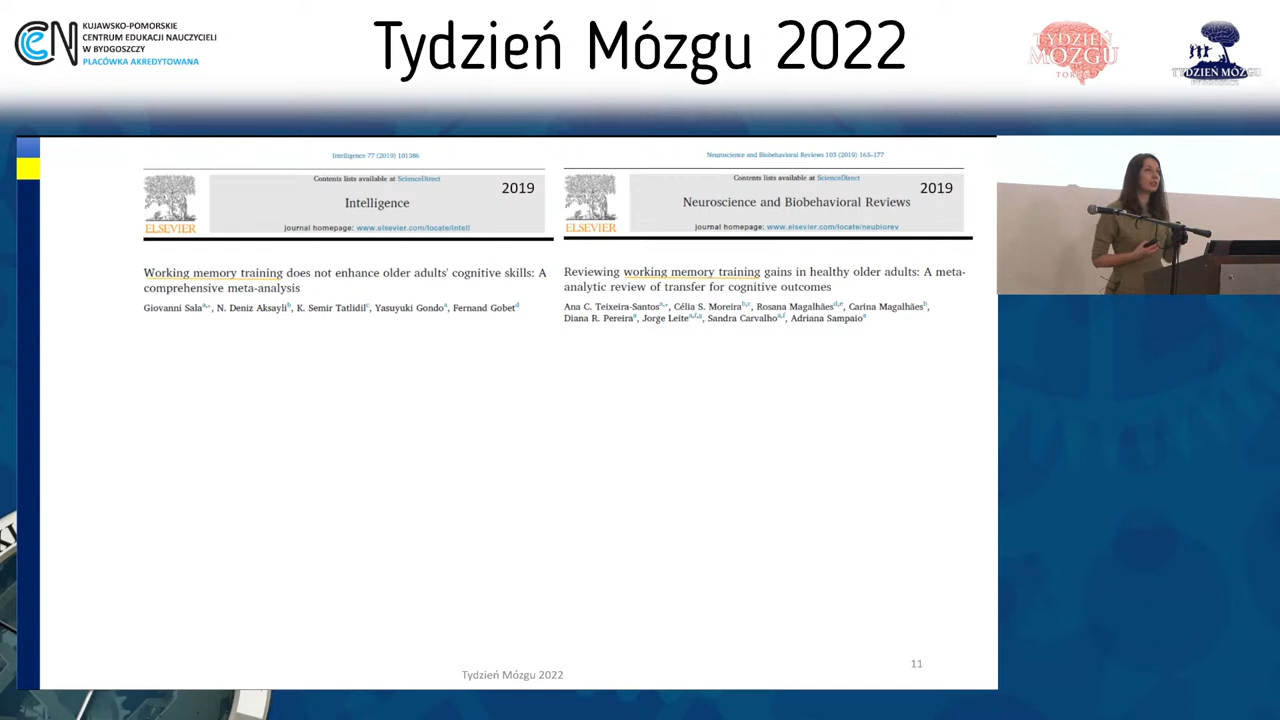 KUJAWSKO-POMORSKIE
CENTRUM EDUKACJI NAUCZYCIELI
W BYDGOSZCZY
PLACÓWKA AKREDYTOWANA
CEN
Tydzień Mózgu 2022
TYDZIEŃ
MÓZGU
TYDZIEŃ MÓZGU
BYDGOSZCZ
Intelligence 77 (2019) 101386
Contents lists available at ScienceDirect
2019
Intelligence
ELSEVIER
journal homepage: www.elsevier.com/locate/intell
Working memory training does not enhance older adults' cognitive skills: A
comprehensive meta-analysis
Giovanni Sala a,*, N. Deniz Aksayli b, K. Semir Tatlidil c, Yasuyuki Gondo a, Fernand Gobet d
Neuroscience and Biobehavioral Reviews 103 (2019) 163–177
Contents lists available at ScienceDirect
2019
Neuroscience and Biobehavioral Reviews
ELSEVIER
journal homepage: www.elsevier.com/locate/neubiorev
Reviewing working memory training gains in healthy older adults: A meta-
analytic review of transfer for cognitive outcomes
Ana C. Teixeira-Santos a,*, Célia S. Moreira b,c, Rosana Magalhães d,e, Carina Magalhães b,
Diana R. Pereira a, Jorge Leite a,f,g, Sandra Carvalho a,f, Adriana Sampaio a
Tydzień Mózgu 2022
11